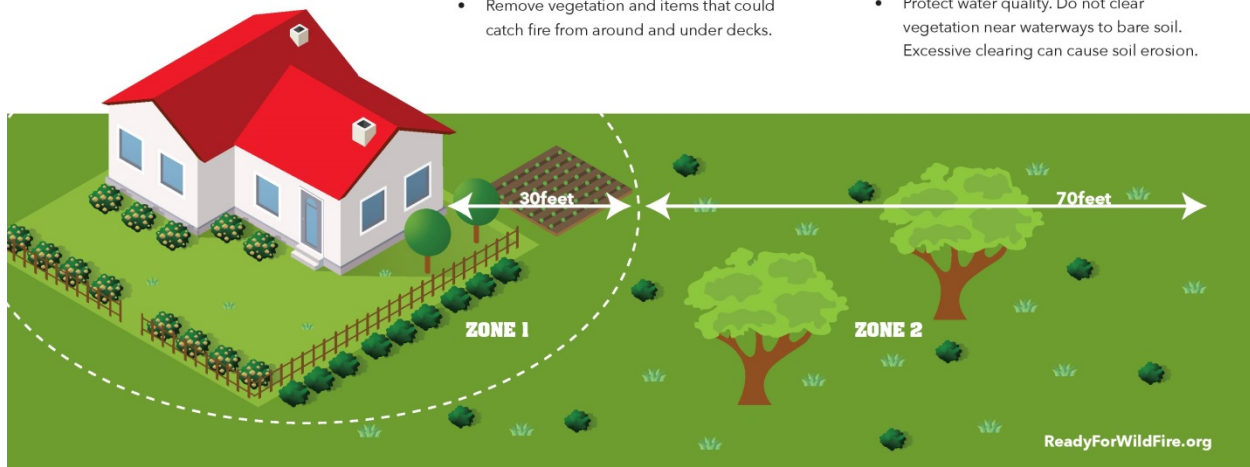 • Remove vegetation and items that could
catch fire from around and under decks.
• Protect water quality. Do not clear
vegetation near waterways to bare soil.
Excessive clearing can cause soil erosion.
30feet
70feet
ZONE 1
ZONE 2
ReadyForWildFire.org